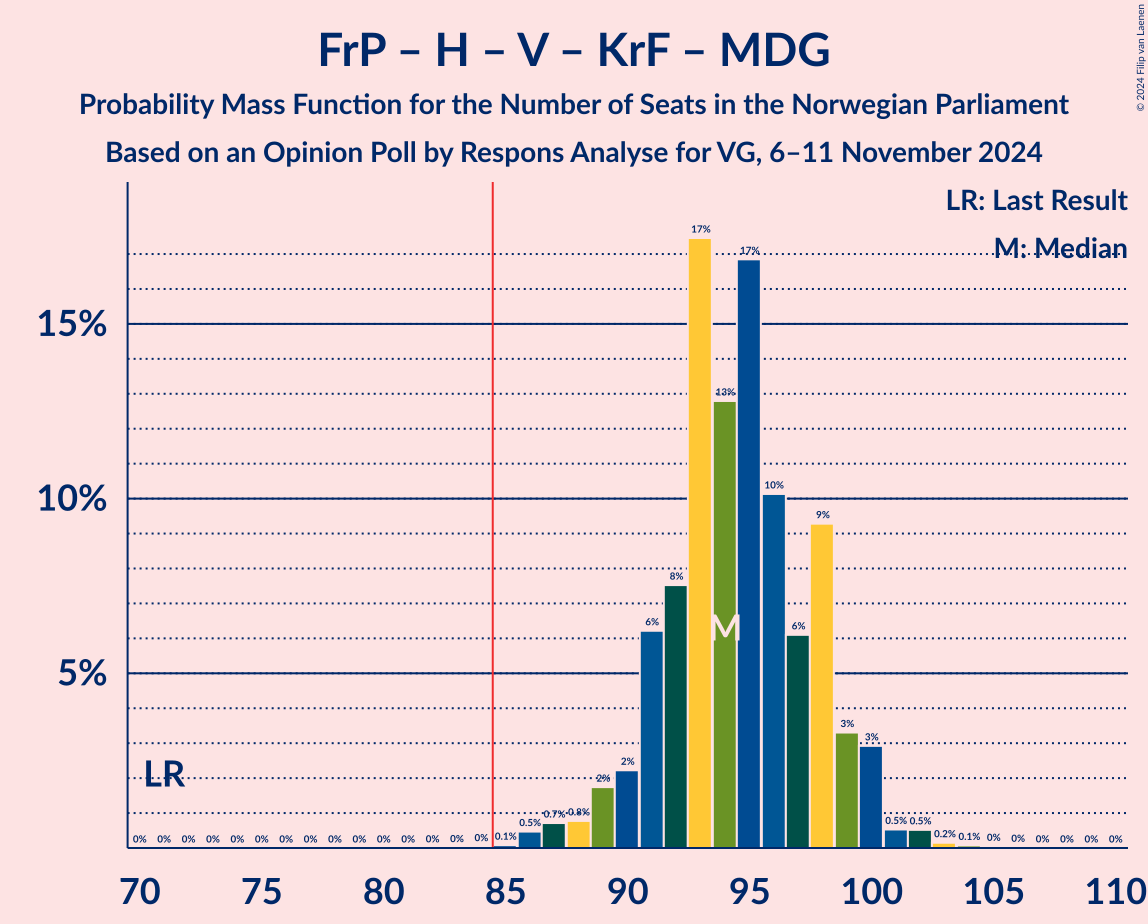 FrP – H – V – KrF – MDG
Probability Mass Function for the Number of Seats in the Norwegian Parliament
Based on an Opinion Poll by Respons Analyse for VG, 6–11 November 2024
© 2024 Filip van Laenen
LR: Last Result
M: Median
15%
10%
5%
LR
M
0% 0% 0% 0% 0% 0% 0% 0% 0% 0% 0% 0% 0% 0% 0% 0.1% 0.5% 0.7% 0.8% 2% 2% 6% 8% 17% 13% 17% 10% 6% 9% 3% 3% 0.5% 0.5% 0.2% 0.1% 0% 0% 0% 0% 0% 0%
70 75 80 85 90 95 100 105 110